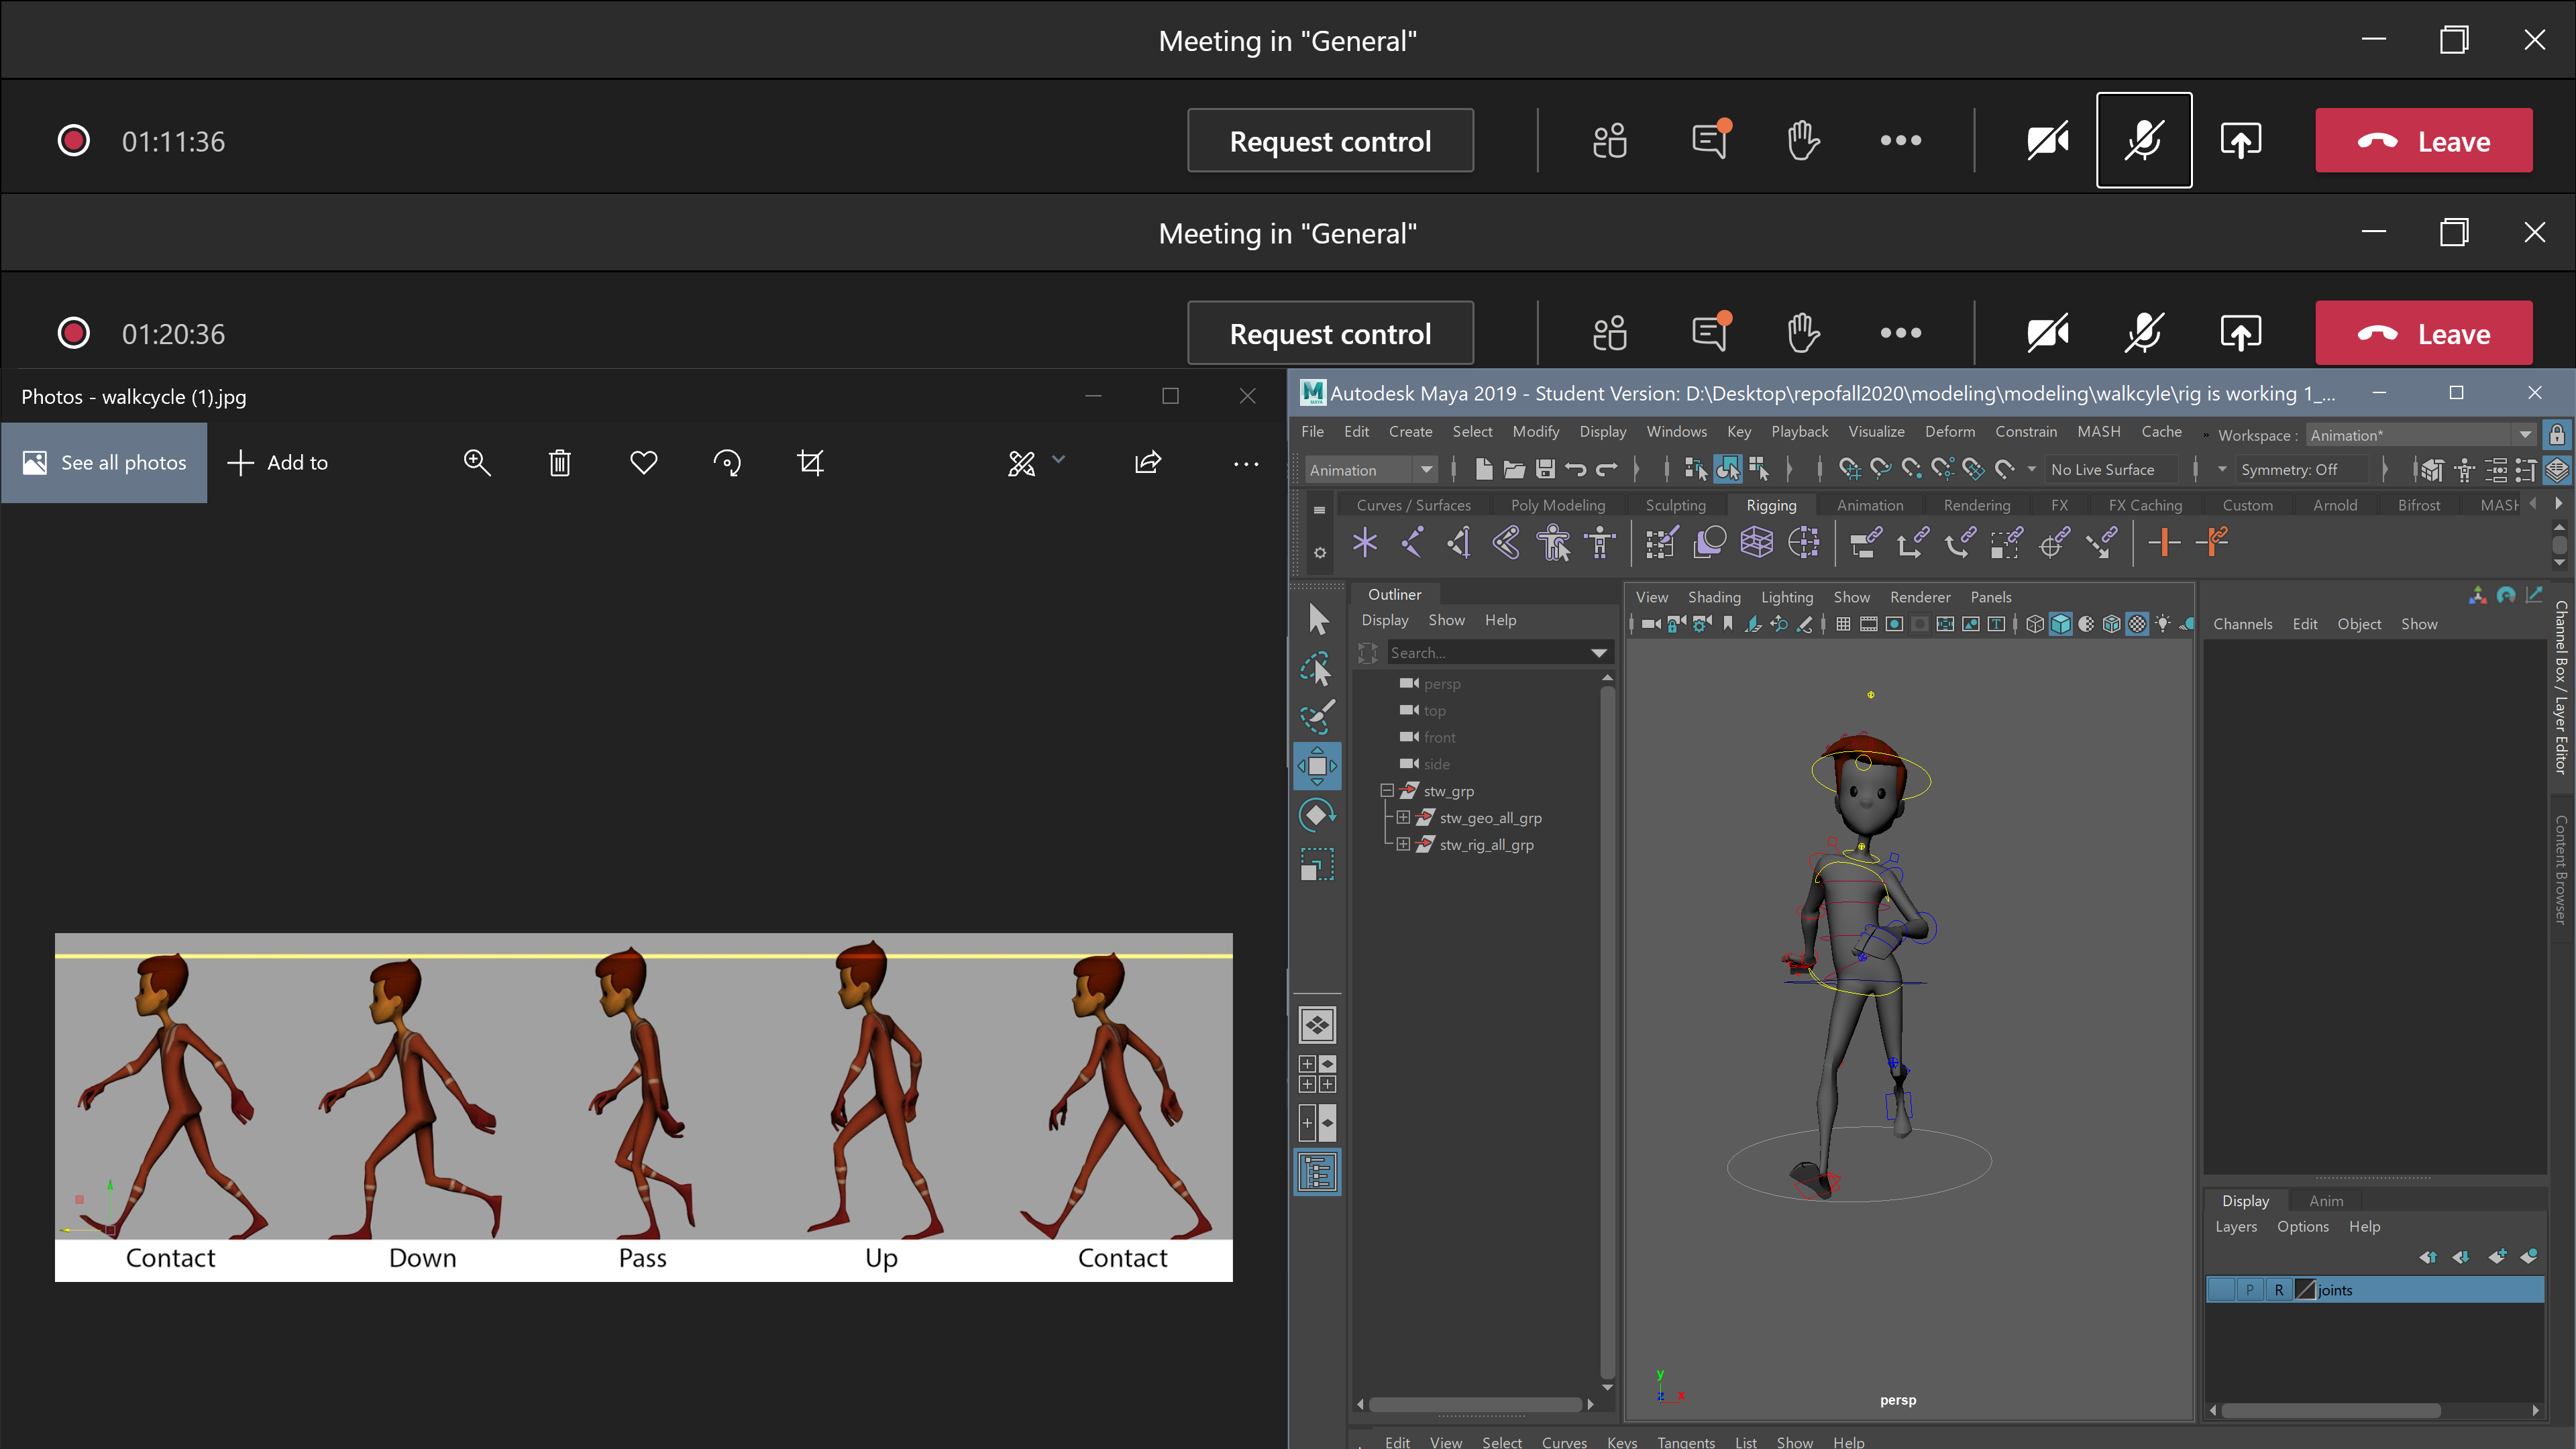 Meeting in "General"
01:11:36
Request control
Leave
Meeting in "General"
01:20:36
Request control
Leave
Photos - walkcycle (1).jpg
See all photos
Add to
Contact Down Pass Up Contact
Autodesk Maya 2019 - Student Version: D:\Desktop\repofall2020\modeling\modeling\walkcyle\rig is working 1_...
File Edit Create Select Modify Display Windows Key Playback Visualize Deform Constrain MASH Cache
Workspace : Animation*
Animation
No Live Surface
Symmetry: Off
Curves / Surfaces Poly Modeling Sculpting Rigging Animation Rendering FX FX Caching Custom Arnold Bifrost MASH
Outliner
Display Show Help
Search...
persp
top
front
side
stw_grp
stw_geo_all_grp
stw_rig_all_grp
View Shading Lighting Show Renderer Panels
persp
y
z x
Channels Edit Object Show
Channel Box / Layer Editor
Content Browser
Display Anim
Layers Options Help
P R joints
Edit View Select Curves Keys Tangents List Show Help